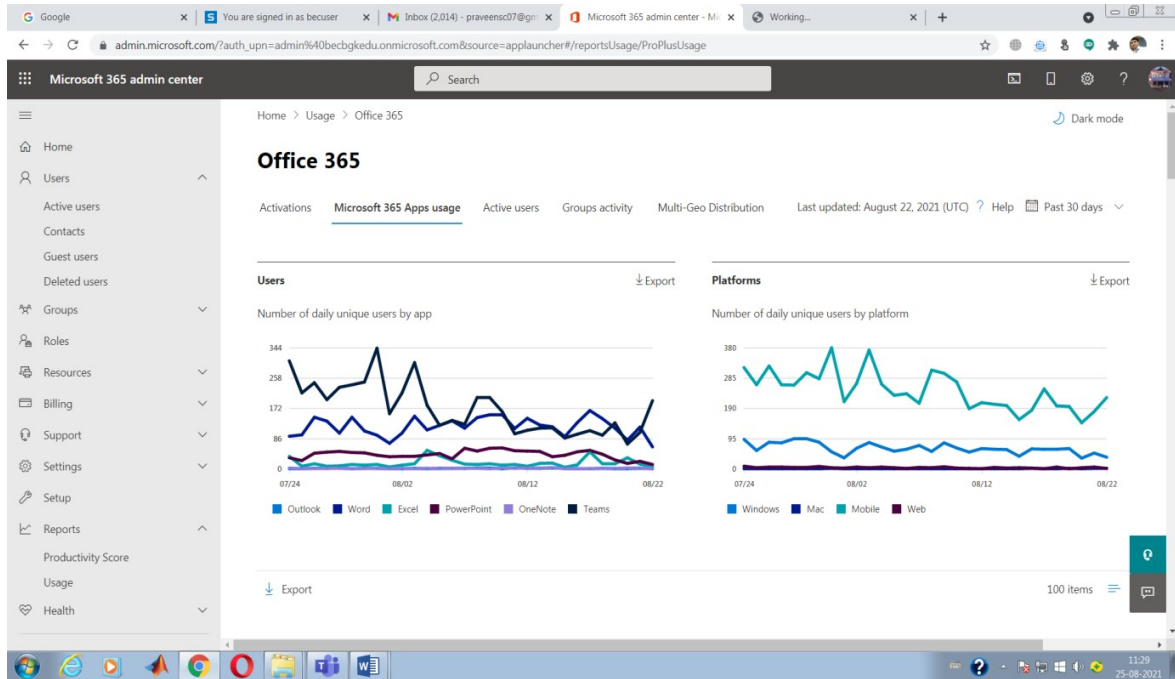 Google
You are signed in as becuser
Inbox (2,014) - praveensc07@gm
Microsoft 365 admin center - Mic
Working...
admin.microsoft.com/?auth_upn=admin%40becbgkedu.onmicrosoft.com&source=applauncher#/reportsUsage/ProPlusUsage
Microsoft 365 admin center
Search
?
Home > Usage > Office 365
Dark mode
Home
Users
Active users
Contacts
Guest users
Deleted users
Groups
Roles
Resources
Billing
Support
Settings
Setup
Reports
Productivity Score
Usage
Health
Office 365
Activations Microsoft 365 Apps usage Active users Groups activity Multi-Geo Distribution Last updated: August 22, 2021 (UTC) ? Help Past 30 days
Users Export
Number of daily unique users by app
344
258
172
86
0
07/24 08/02 08/12 08/22
Outlook Word Excel PowerPoint OneNote Teams
Platforms Export
Number of daily unique users by platform
380
285
190
95
0
07/24 08/02 08/12 08/22
Windows Mac Mobile Web
Export 100 items
11:29
25-08-2021